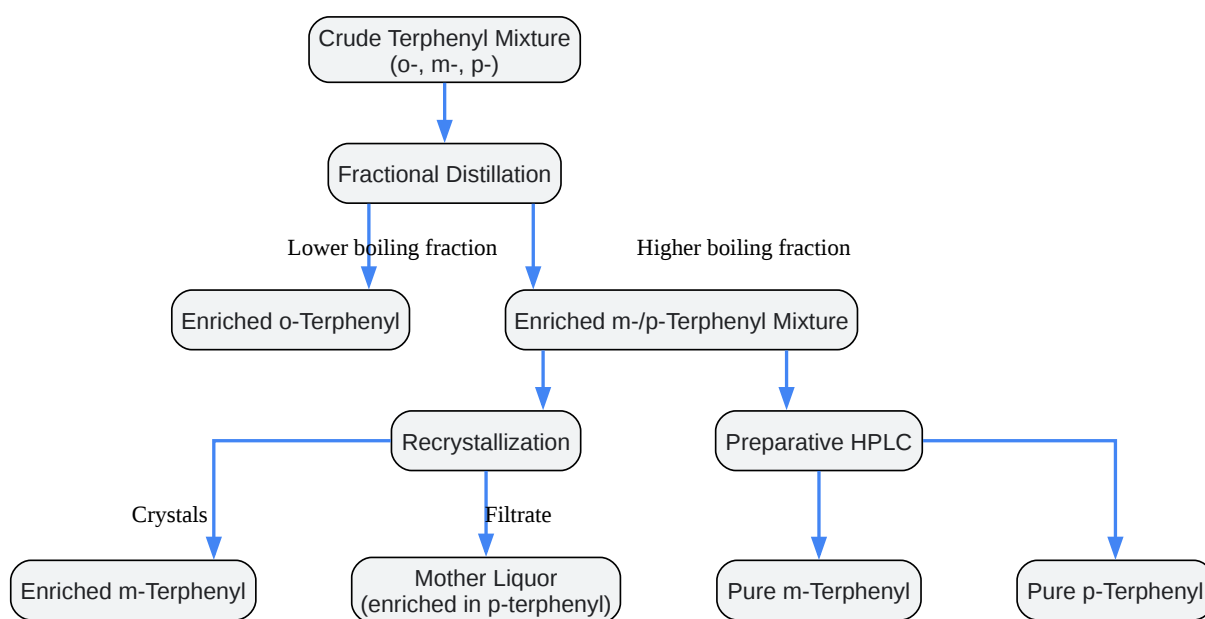 Crude Terphenyl Mixture
(o-, m-, p-)
Fractional Distillation
Lower boiling fraction
Higher boiling fraction
Enriched o-Terphenyl
Enriched m-/p-Terphenyl Mixture
Recrystallization
Preparative HPLC
Crystals
Filtrate
Enriched m-Terphenyl
Mother Liquor
(enriched in p-terphenyl)
Pure m-Terphenyl
Pure p-Terphenyl